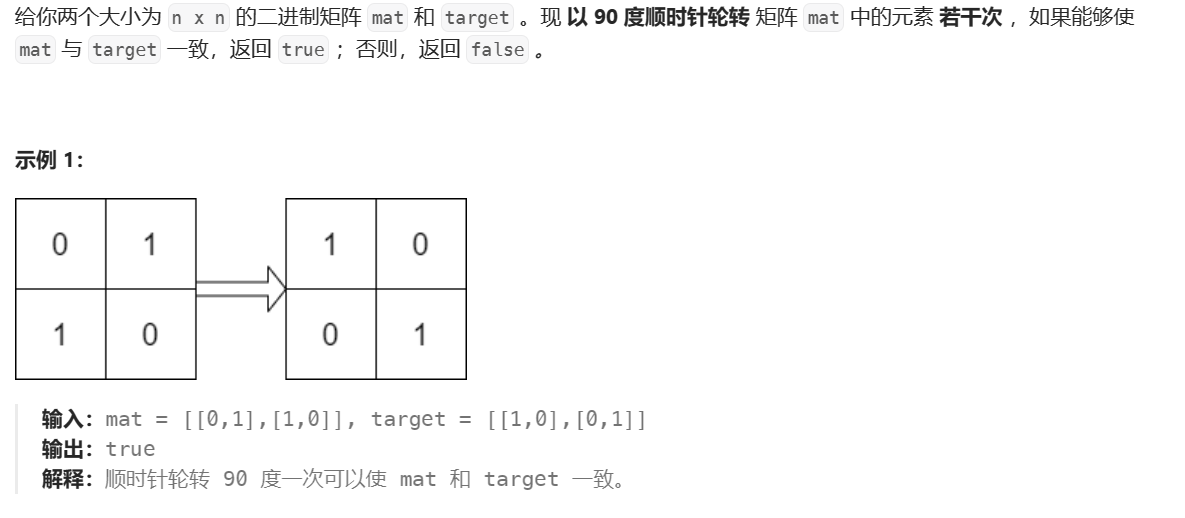 给你两个大小为 n x n 的二进制矩阵 mat 和 target 。现 以 90 度顺时针轮转 矩阵 mat 中的元素 若干次 ，如果能够使
mat 与 target 一致，返回 true ；否则，返回 false 。
示例 1：
0 1 1 0
1 0 0 1
输入：mat = [[0,1],[1,0]], target = [[1,0],[0,1]]
输出：true
解释：顺时针轮转 90 度一次可以使 mat 和 target 一致。